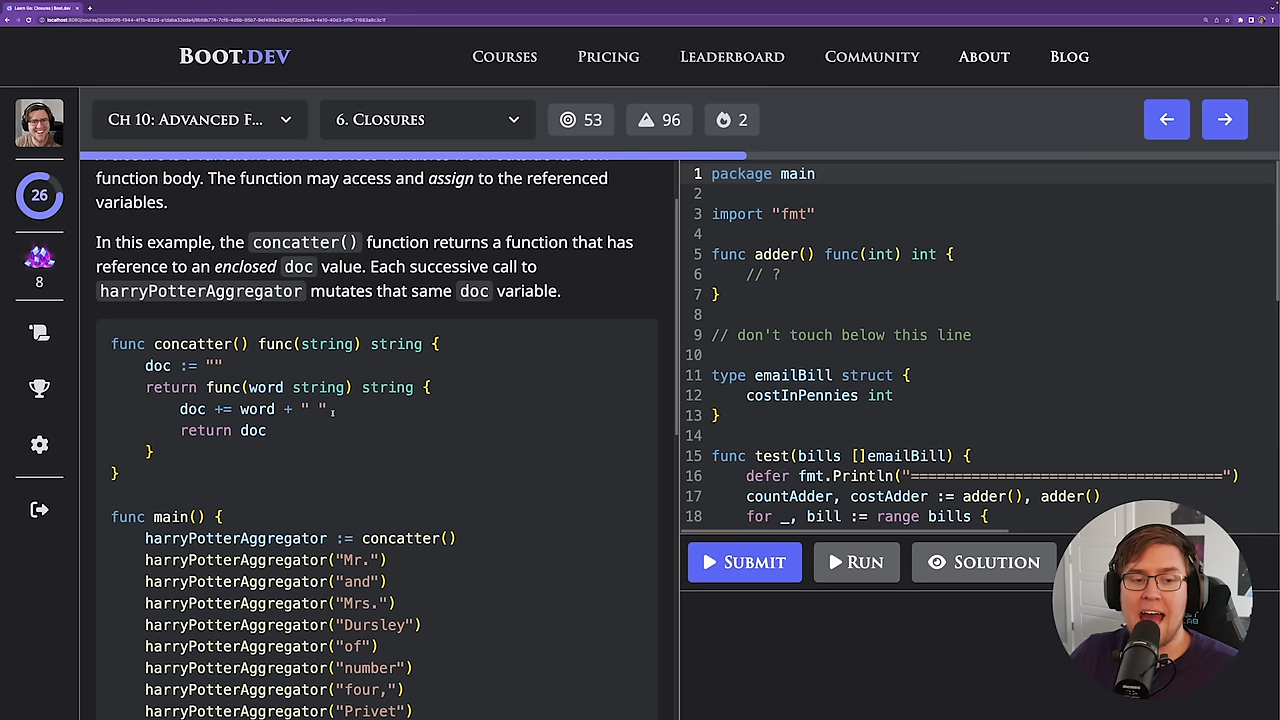 Learn Go: Closures | Boot.dev
BOOT.DEV
COURSES
PRICING
LEADERBOARD
COMMUNITY
ABOUT
BLOG
CH 10: ADVANCED F...
6. CLOSURES
53
96
2
26
8
function body. The function may access and assign to the referenced
variables.
In this example, the concatter() function returns a function that has
reference to an enclosed doc value. Each successive call to
harryPotterAggregator mutates that same doc variable.
func concatter() func(string) string {
doc := ""
return func(word string) string {
doc += word + " "
return doc
}
}
func main() {
harryPotterAggregator := concatter()
harryPotterAggregator("Mr.")
harryPotterAggregator("and")
harryPotterAggregator("Mrs.")
harryPotterAggregator("Dursley")
harryPotterAggregator("of")
harryPotterAggregator("number")
harryPotterAggregator("four,")
harryPotterAggregator("Privet")
1 package main
2
3 import "fmt"
4
5 func adder() func(int) int {
6 // ?
7 }
8
9 // don't touch below this line
10
11 type emailBill struct {
12 costInPennies int
13 }
14
15 func test(bills []emailBill) {
16 defer fmt.Println("====================================")
17 countAdder, costAdder := adder(), adder()
18 for _, bill := range bills {
SUBMIT
RUN
SOLUTION